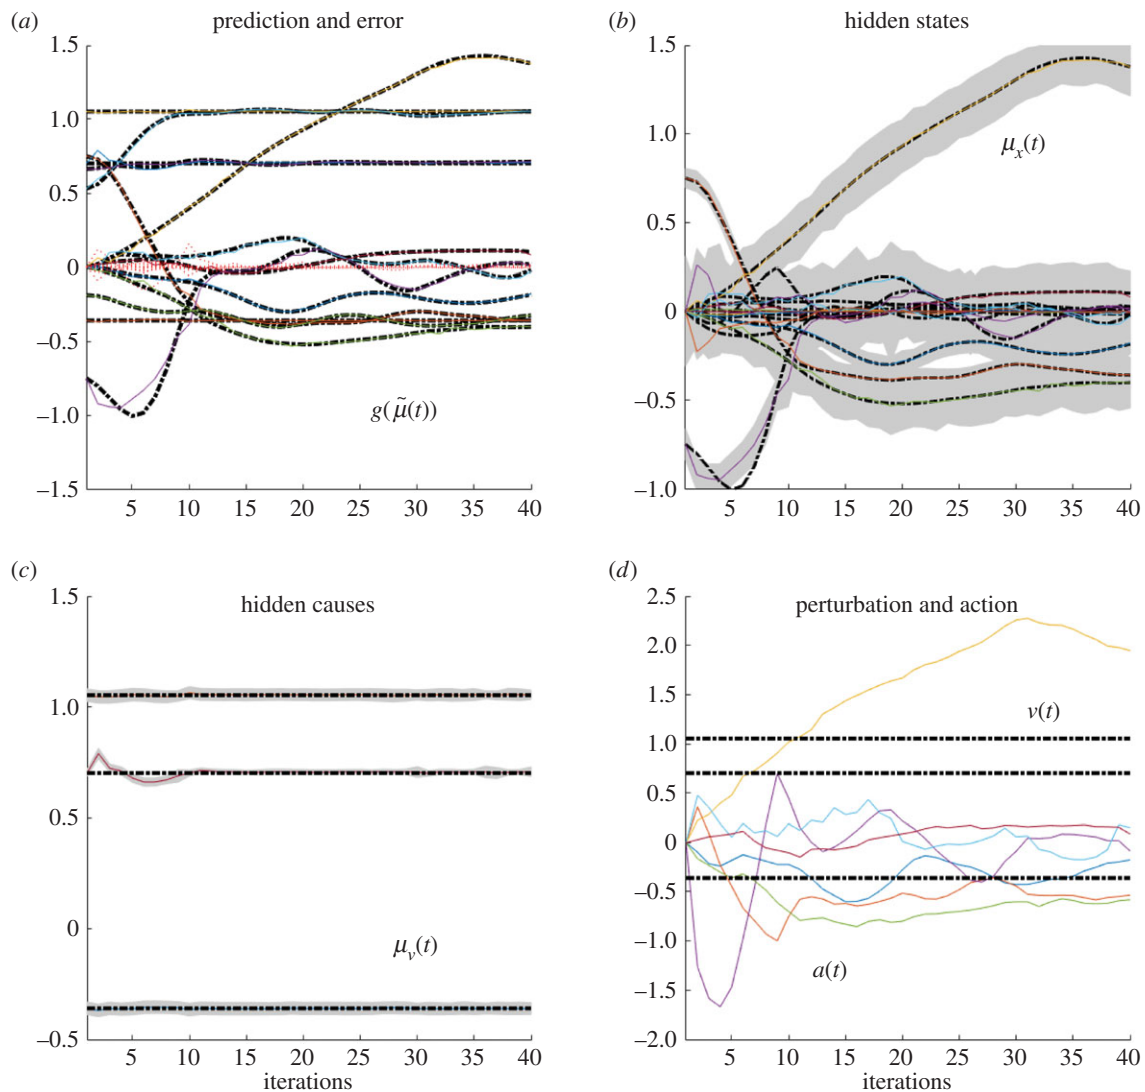 (a) prediction and error
1.5
1.0
0.5
0
–0.5
–1.0
–1.5
g(μ̃(t))
5 10 15 20 25 30 35 40
(b) hidden states
1.5
1.0
0.5
0
–0.5
–1.0
μx(t)
5 10 15 20 25 30 35 40
(c) hidden causes
1.5
1.0
0.5
0
–0.5
μv(t)
5 10 15 20 25 30 35 40
iterations
(d) perturbation and action
2.5
2.0
1.5
1.0
0.5
0
–0.5
–1.0
–1.5
–2.0
v(t)
a(t)
5 10 15 20 25 30 35 40
iterations